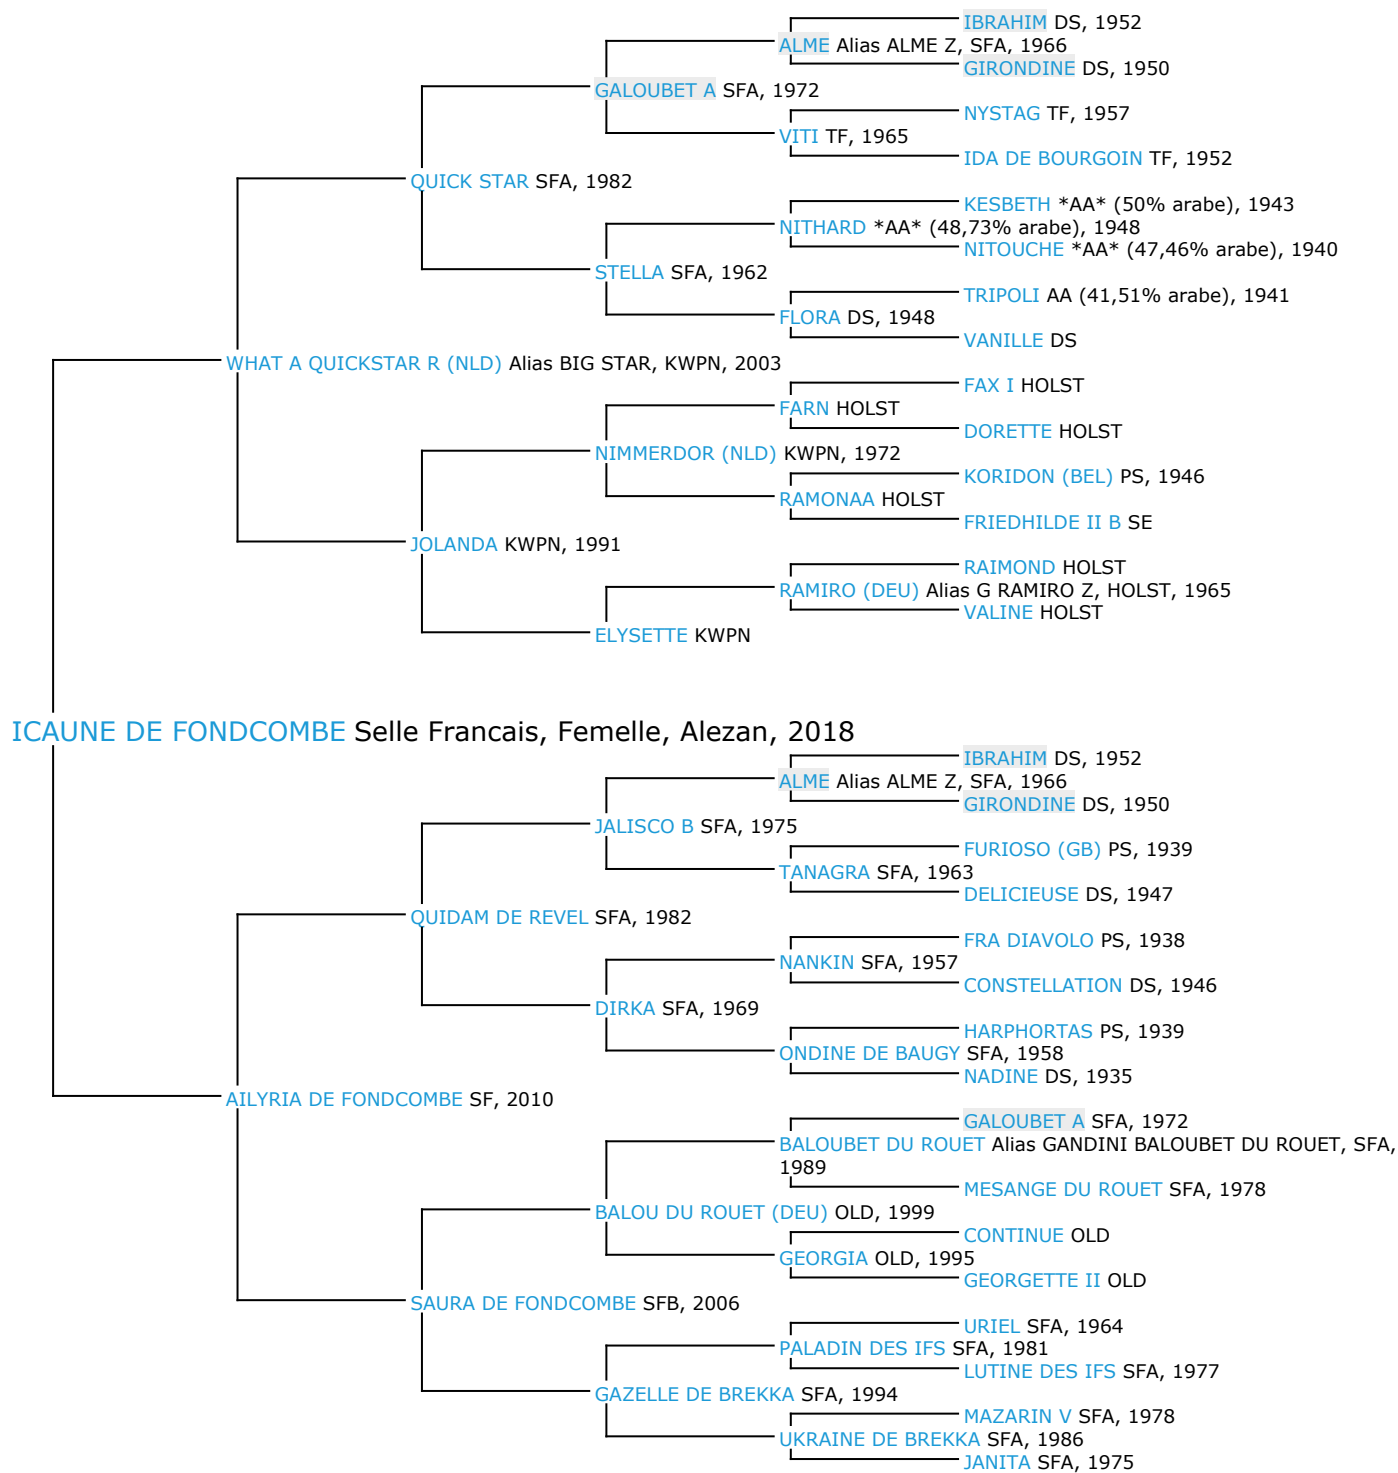 IBRAHIM DS, 1952
ALME Alias ALME Z, SFA, 1966
GIRONDINE DS, 1950
GALOUBET A SFA, 1972
NYSTAG TF, 1957
VITI TF, 1965
IDA DE BOURGOIN TF, 1952
QUICK STAR SFA, 1982
KESBETH *AA* (50% arabe), 1943
NITHARD *AA* (48,73% arabe), 1948
NITOUCHE *AA* (47,46% arabe), 1940
STELLA SFA, 1962
TRIPOLI AA (41,51% arabe), 1941
FLORA DS, 1948
VANILLE DS
WHAT A QUICKSTAR R (NLD) Alias BIG STAR, KWPN, 2003
FAX I HOLST
FARN HOLST
DORETTE HOLST
NIMMERDOR (NLD) KWPN, 1972
KORIDON (BEL) PS, 1946
RAMONAA HOLST
FRIEDHILDE II B SE
JOLANDA KWPN, 1991
RAIMOND HOLST
RAMIRO (DEU) Alias G RAMIRO Z, HOLST, 1965
VALINE HOLST
ELYSETTE KWPN
ICAUNE DE FONDCOMBE Selle Francais, Femelle, Alezan, 2018
IBRAHIM DS, 1952
ALME Alias ALME Z, SFA, 1966
GIRONDINE DS, 1950
JALISCO B SFA, 1975
FURIOSO (GB) PS, 1939
TANAGRA SFA, 1963
DELICIEUSE DS, 1947
QUIDAM DE REVEL SFA, 1982
FRA DIAVOLO PS, 1938
NANKIN SFA, 1957
CONSTELLATION DS, 1946
DIRKA SFA, 1969
HARPHORTAS PS, 1939
ONDINE DE BAUGY SFA, 1958
NADINE DS, 1935
AILYRIA DE FONDCOMBE SF, 2010
GALOUBET A SFA, 1972
BALOUBET DU ROUET Alias GANDINI BALOUBET DU ROUET, SFA,
1989
MESANGE DU ROUET SFA, 1978
BALOU DU ROUET (DEU) OLD, 1999
CONTINUE OLD
GEORGIA OLD, 1995
GEORGETTE II OLD
SAURA DE FONDCOMBE SFB, 2006
URIEL SFA, 1964
PALADIN DES IFS SFA, 1981
LUTINE DES IFS SFA, 1977
GAZELLE DE BREKKA SFA, 1994
MAZARIN V SFA, 1978
UKRAINE DE BREKKA SFA, 1986
JANITA SFA, 1975